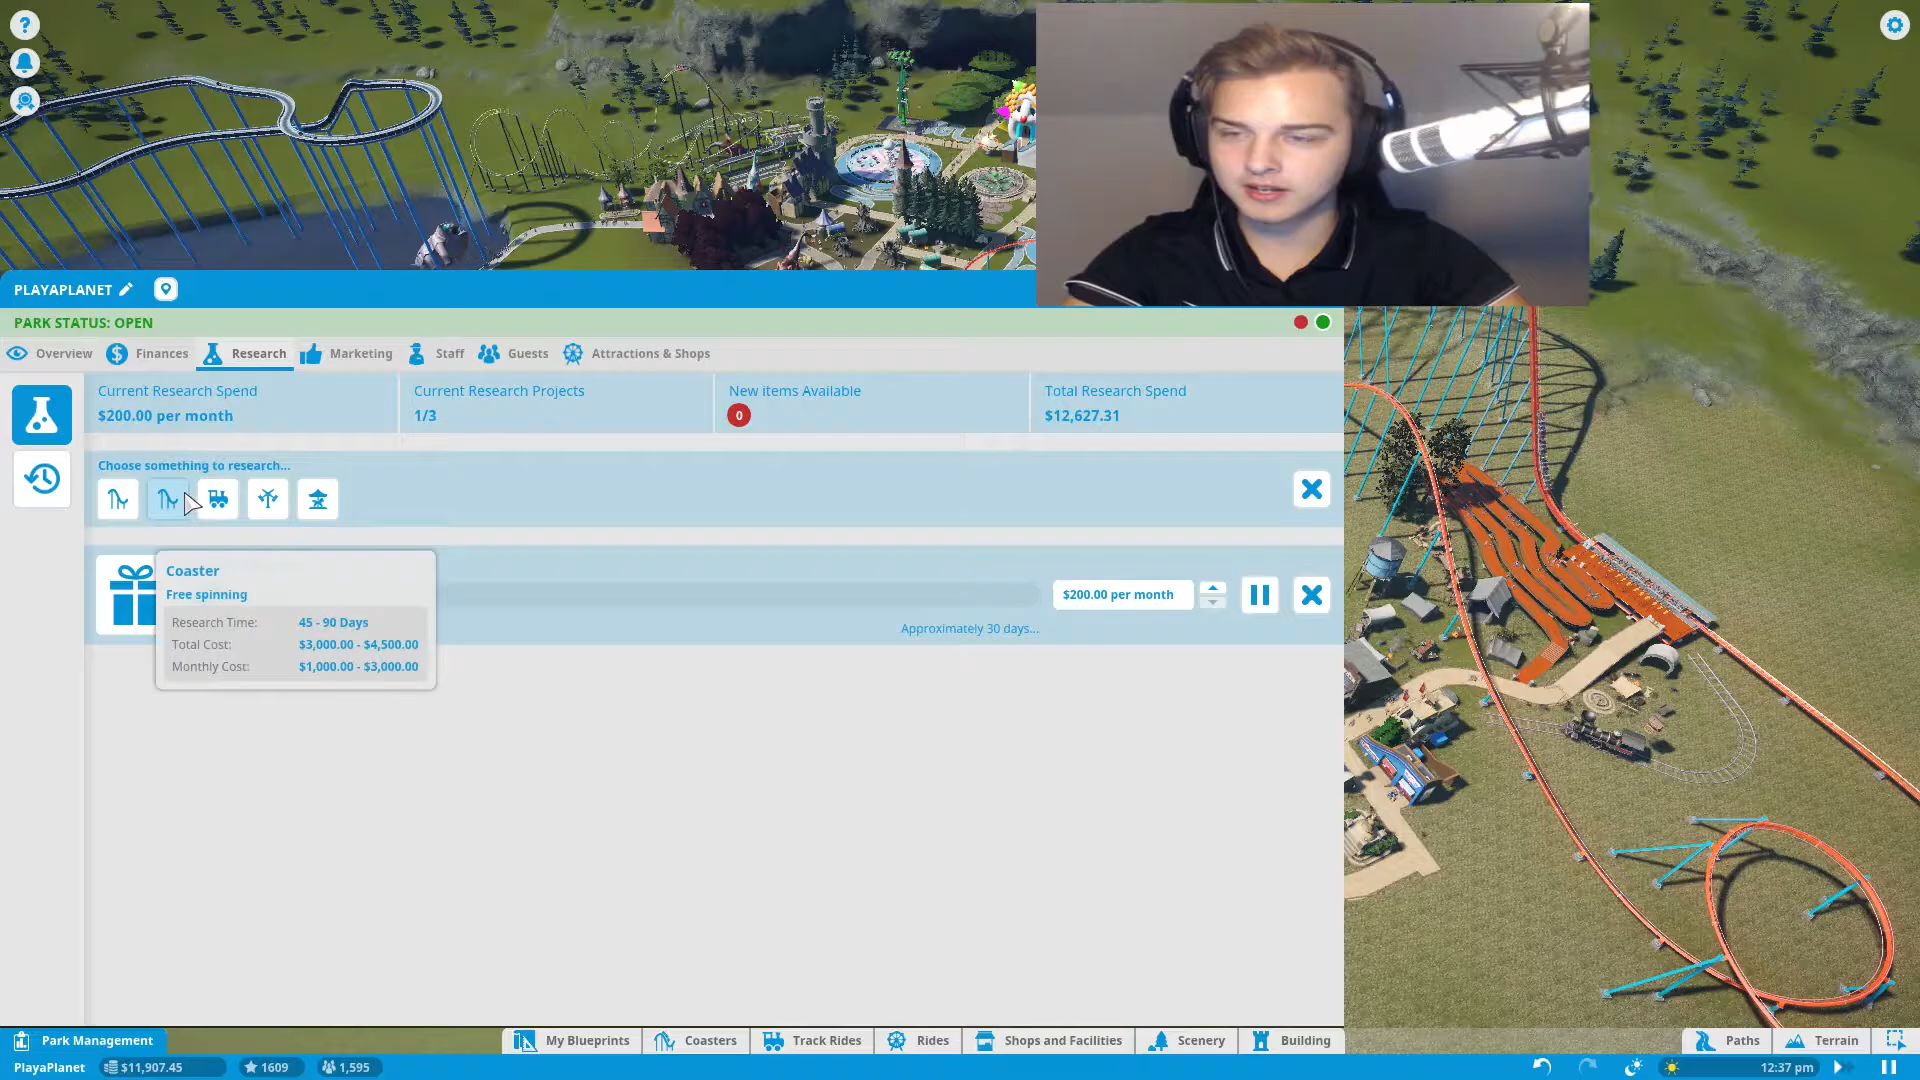 ?
PLAYAPLANET
PARK STATUS: OPEN
Overview
Finances
Research
Marketing
Staff
Guests
Attractions & Shops
Current Research Spend
$200.00 per month
Current Research Projects
1/3
New items Available
0
Total Research Spend
$12,627.31
Choose something to research...
Coaster
Free spinning
Research Time: 45 - 90 Days
Total Cost: $3,000.00 - $4,500.00
Monthly Cost: $1,000.00 - $3,000.00
$200.00 per month
Approximately 30 days...
Park Management
My Blueprints
Coasters
Track Rides
Rides
Shops and Facilities
Scenery
Building
Paths
Terrain
PlayaPlanet
$11,907.45
1609
1,595
12:37 pm